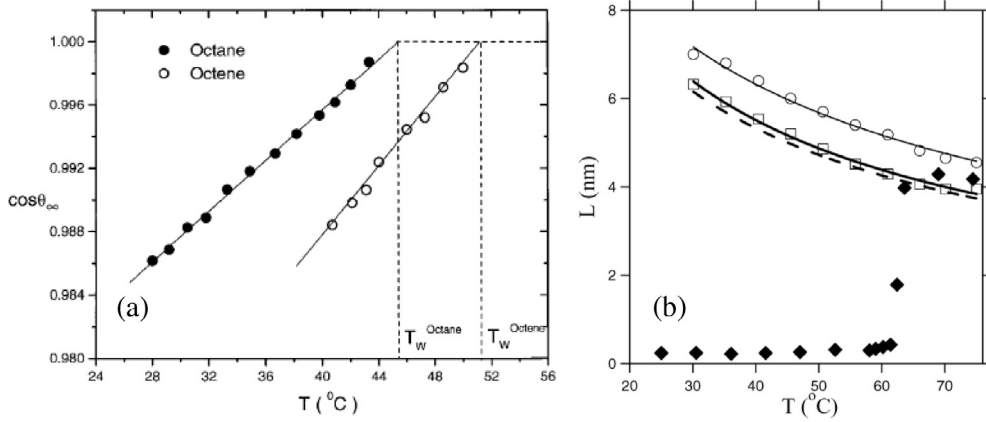 1.000
0.996
0.992
0.988
0.984
0.980
cosθ∞
Octane
Octene
(a)
T_W^Octane
T_W^Octene
24 28 32 36 40 44 48 52 56
T (°C)
8
6
4
2
0
L (nm)
(b)
20 30 40 50 60 70
T (°C)